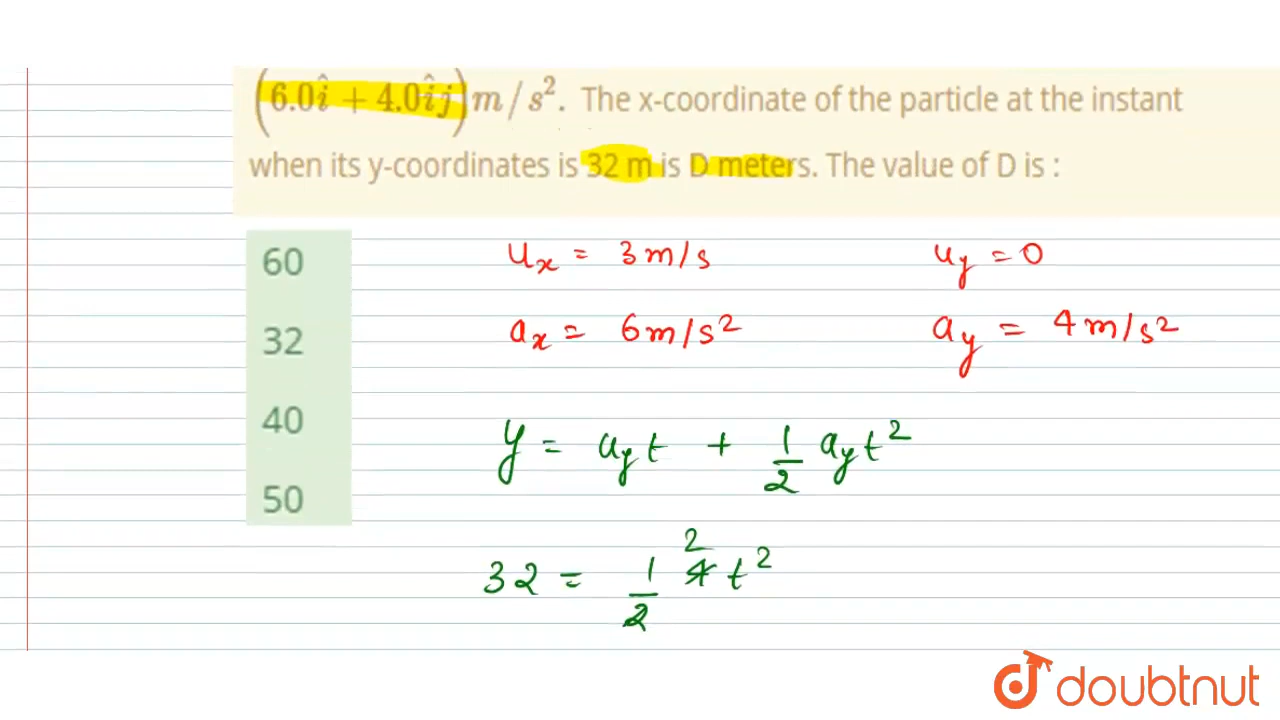 (6.0î + 4.0îj) m/s². The x-coordinate of the particle at the instant
when its y-coordinates is 32 m is D meters. The value of D is :
60
32
40
50
uₓ = 3 m/s
u_y = 0
aₓ = 6 m/s²
a_y = 4 m/s²
y = u_y t + 1/2 a_y t²
2
32 = 1/2 4 t²
doubtnut